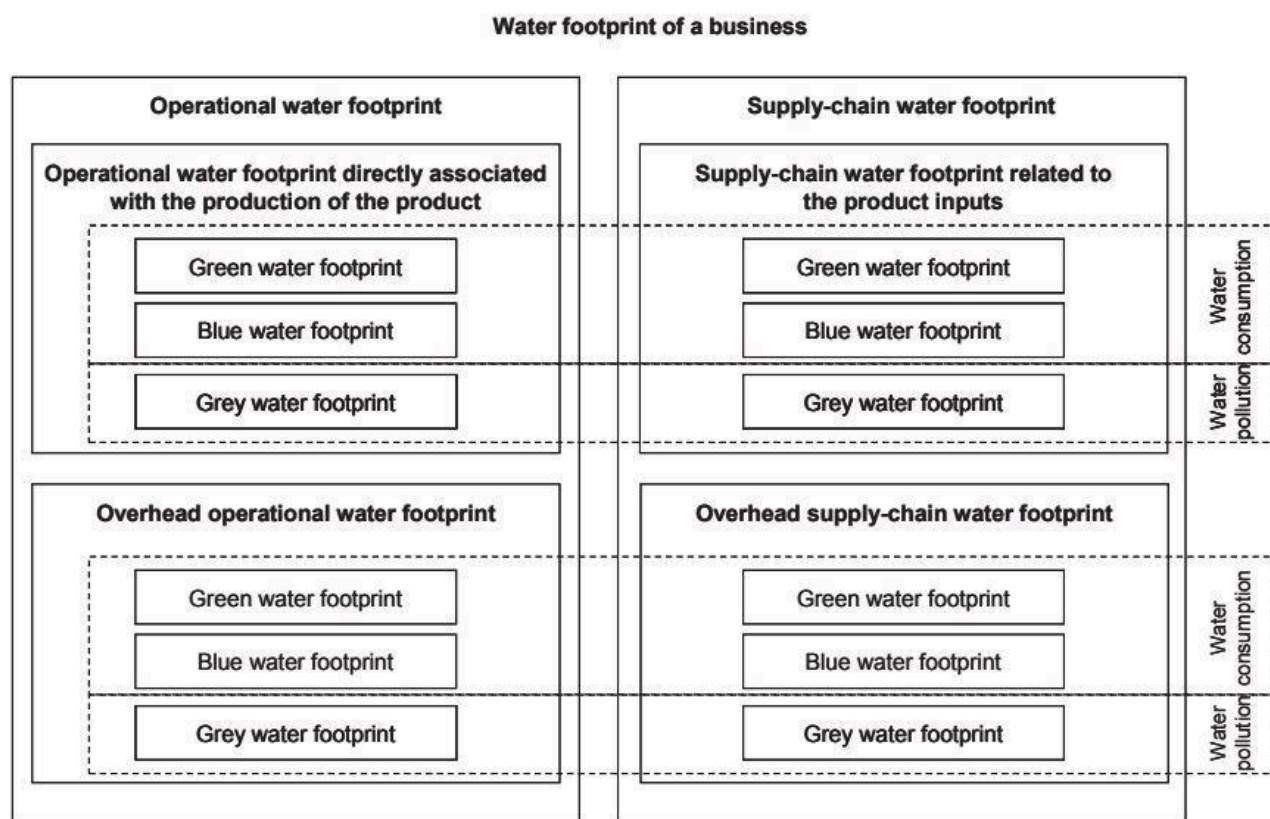 Water footprint of a business
Operational water footprint
Operational water footprint directly associated
with the production of the product
Green water footprint
Blue water footprint
Grey water footprint
Overhead operational water footprint
Green water footprint
Blue water footprint
Grey water footprint
Supply-chain water footprint
Supply-chain water footprint related to
the product inputs
Green water footprint
Blue water footprint
Grey water footprint
Overhead supply-chain water footprint
Green water footprint
Blue water footprint
Grey water footprint
Water
consumption
Water
pollution
Water
consumption
Water
pollution